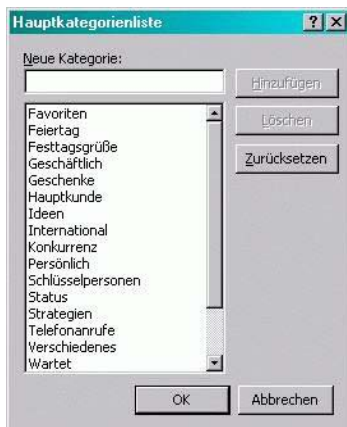 Hauptkategorienliste
Neue Kategorie:
Hinzufügen
Löschen
Zurücksetzen
Favoriten
Feiertag
Festtagsgrüße
Geschäftlich
Geschenke
Hauptkunde
Ideen
International
Konkurrenz
Persönlich
Schlüsselpersonen
Status
Strategien
Telefonanrufe
Verschiedenes
Wartet
OK
Abbrechen